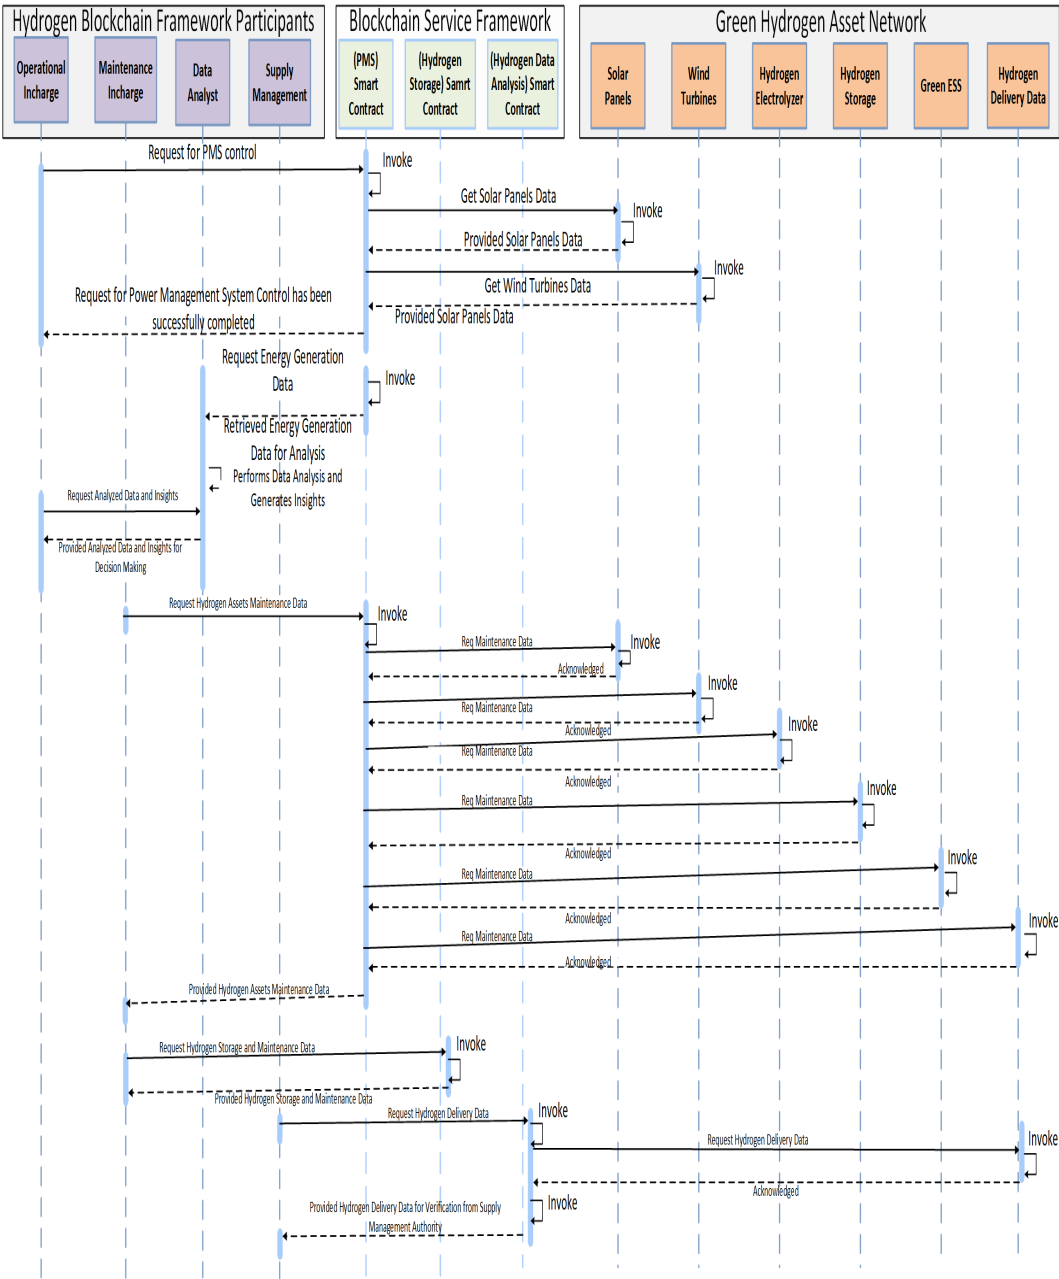 Hydrogen Blockchain Framework Participants
Blockchain Service Framework
Green Hydrogen Asset Network
Operational
Incharge
Maintenance
Incharge
Data
Analyst
Supply
Management
(PMS)
Smart
Contract
(Hydrogen
Storage) Samrt
Contract
(Hydrogen Data
Analysis) Smart
Contract
Solar
Panels
Wind
Turbines
Hydrogen
Electrolyzer
Hydrogen
Storage
Green ESS
Hydrogen
Delivery Data
Request for PMS control
Invoke
Get Solar Panels Data
Invoke
Provided Solar Panels Data
Invoke
Get Wind Turbines Data
Request for Power Management System Control has been
successfully completed
Provided Solar Panels Data
Request Energy Generation
Data
Invoke
Retrieved Energy Generation
Data for Analysis
Performs Data Analysis and
Generates Insights
Request Analyzed Data and Insights
Provided Analyzed Data and Insights for
Decision Making
Request Hydrogen Assets Maintenance Data
Invoke
Req Maintenance Data
Invoke
Acknowledged
Invoke
Req Maintenance Data
Acknowledged
Invoke
Req Maintenance Data
Acknowledged
Invoke
Req Maintenance Data
Acknowledged
Invoke
Req Maintenance Data
Acknowledged
Invoke
Req Maintenance Data
Acknowledged
Provided Hydrogen Assets Maintenance Data
Request Hydrogen Storage and Maintenance Data
Invoke
Provided Hydrogen Storage and Maintenance Data
Request Hydrogen Delivery Data
Invoke
Request Hydrogen Delivery Data
Invoke
Acknowledged
Invoke
Provided Hydrogen Delivery Data for Verification from Supply
Management Authority